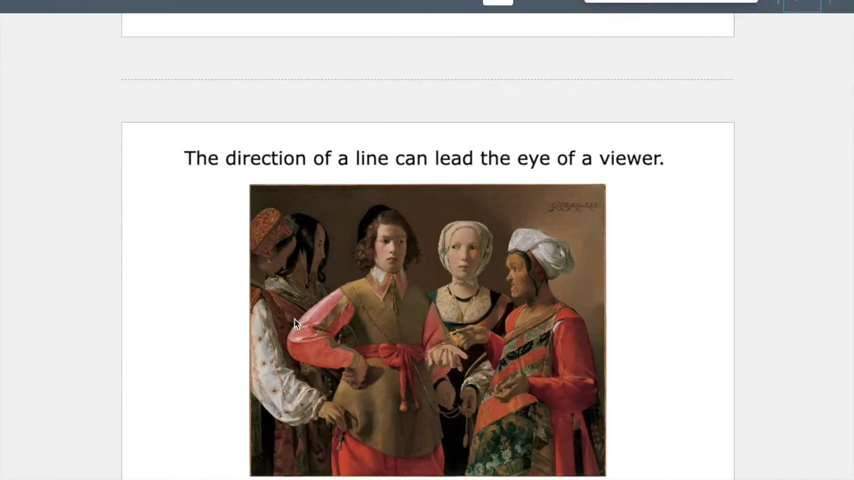 The direction of a line can lead the eye of a viewer.